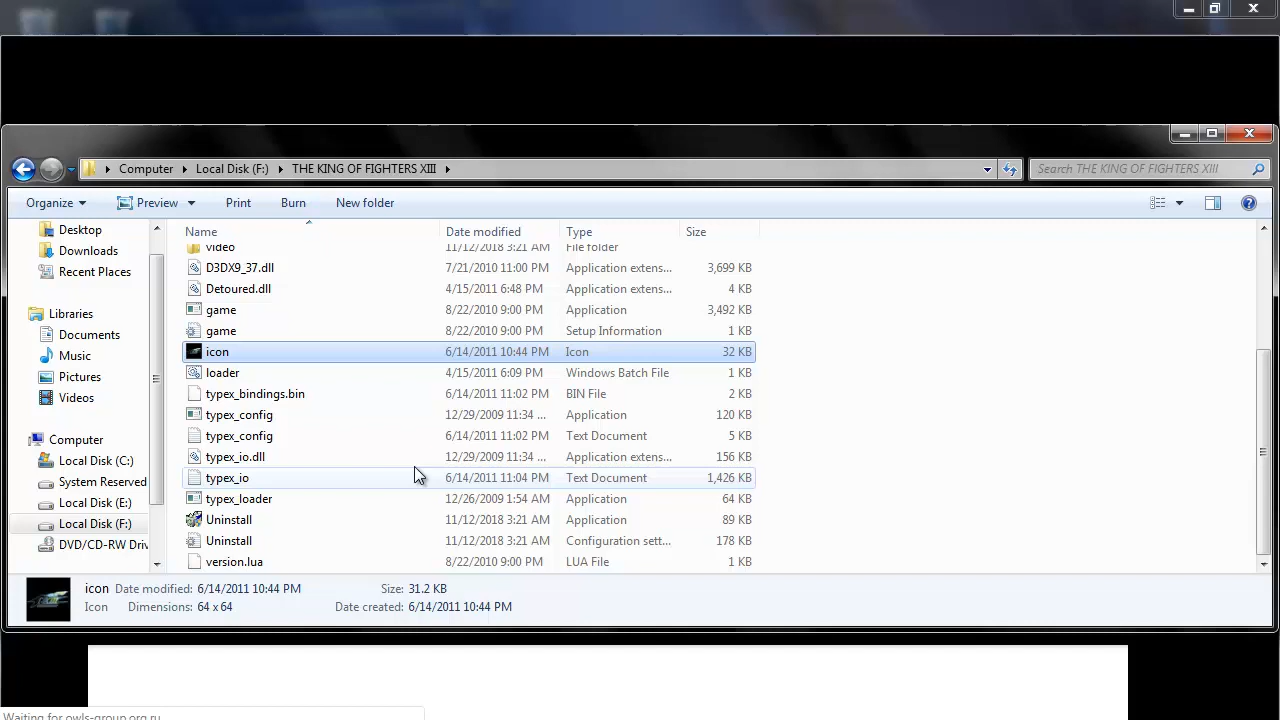 Computer Local Disk (F:) THE KING OF FIGHTERS XIII Search THE KING OF FIGHTERS XIII
Organize Preview Print Burn New folder
Name Date modified Type Size
Desktop
Downloads
Recent Places
Libraries
Documents
Music
Pictures
Videos
Computer
Local Disk (C:)
System Reserved
Local Disk (E:)
Local Disk (F:)
DVD/CD-RW Driv
video 11/12/2018 3:21 AM File folder
D3DX9_37.dll 7/21/2010 11:00 PM Application extens... 3,699 KB
Detoured.dll 4/15/2011 6:48 PM Application extens... 4 KB
game 8/22/2010 9:00 PM Application 3,492 KB
game 8/22/2010 9:00 PM Setup Information 1 KB
icon 6/14/2011 10:44 PM Icon 32 KB
loader 4/15/2011 6:09 PM Windows Batch File 1 KB
typex_bindings.bin 6/14/2011 11:02 PM BIN File 2 KB
typex_config 12/29/2009 11:34 ... Application 120 KB
typex_config 6/14/2011 11:02 PM Text Document 5 KB
typex_io.dll 12/29/2009 11:34 ... Application extens... 156 KB
typex_io 6/14/2011 11:04 PM Text Document 1,426 KB
typex_loader 12/26/2009 1:54 AM Application 64 KB
Uninstall 11/12/2018 3:21 AM Application 89 KB
Uninstall 11/12/2018 3:21 AM Configuration sett... 178 KB
version.lua 8/22/2010 9:00 PM LUA File 1 KB
icon Date modified: 6/14/2011 10:44 PM Size: 31.2 KB
Icon Dimensions: 64 x 64 Date created: 6/14/2011 10:44 PM
Waiting for owls-group.org.ru